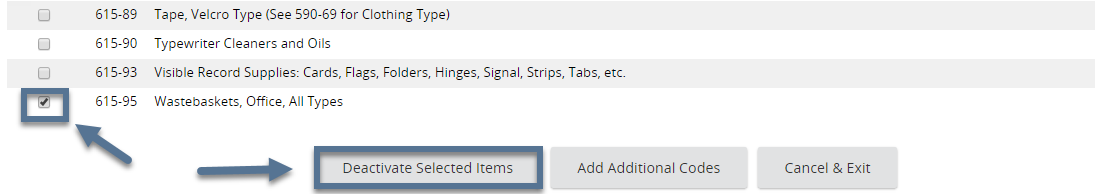 615-89 Tape, Velcro Type (See 590-69 for Clothing Type)
615-90 Typewriter Cleaners and Oils
615-93 Visible Record Supplies: Cards, Flags, Folders, Hinges, Signal, Strips, Tabs, etc.
615-95 Wastebaskets, Office, All Types
Deactivate Selected Items Add Additional Codes Cancel & Exit